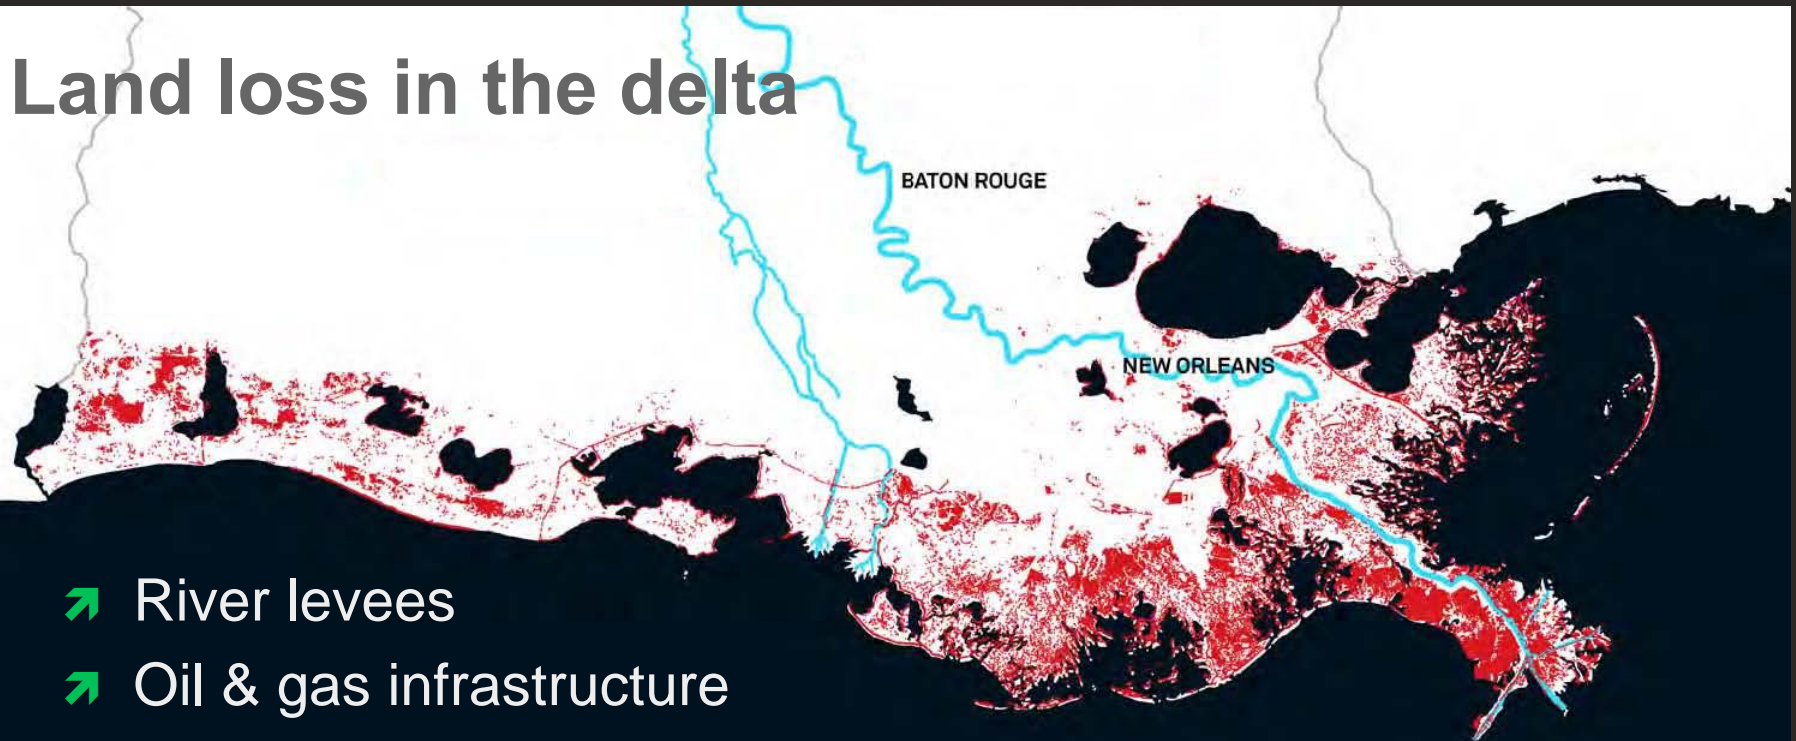 Land loss in the delta
BATON ROUGE
NEW ORLEANS
River levees
Oil & gas infrastructure